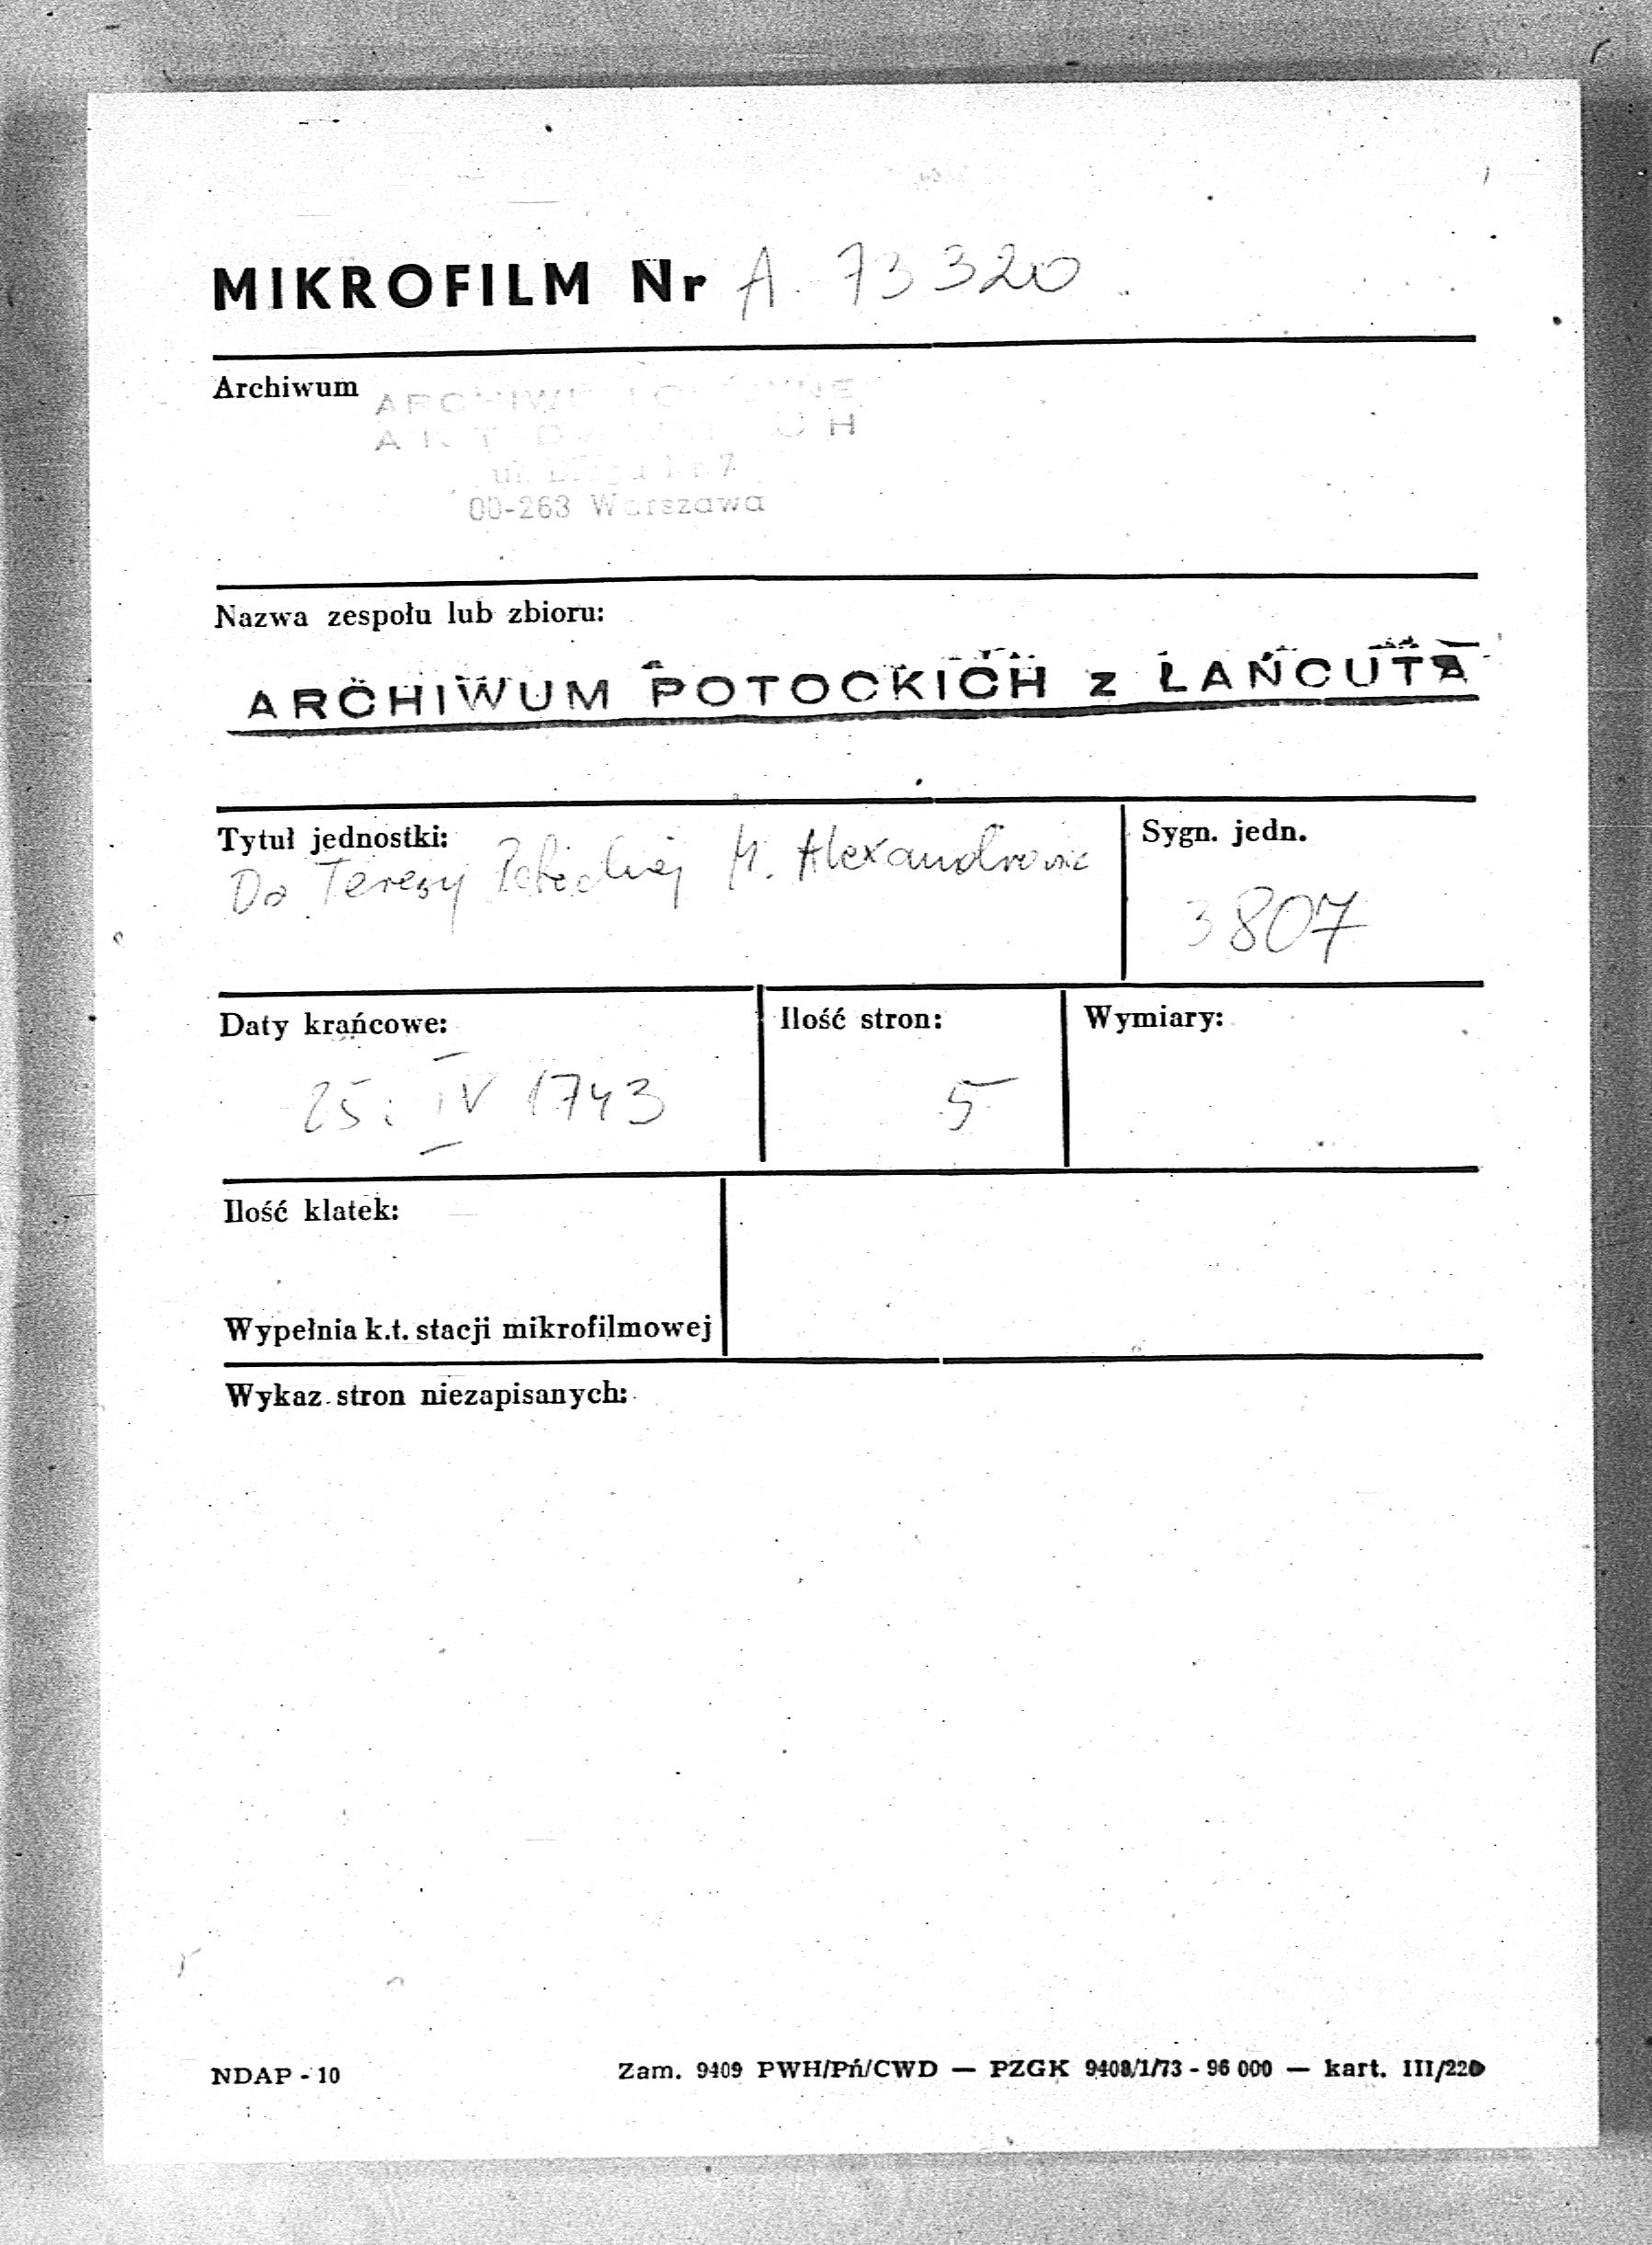 MIKROFILM Nr A. 73320
Archiwum
ARCHIWUM GŁÓWNE
AKT DAWNYCH
ul. Długa Nr 7
00-263 Warszawa
Nazwa zespołu lub zbioru:
ARCHIWUM POTOCKICH z ŁAŃCUTA
Tytuł jednostki: Sygn. jedn.
Do Teresy Potockiej M. Alexandrowic
3807
Daty krańcowe: Ilość stron: Wymiary:
25. IV 1743 5
Ilość klatek:
Wypełnia k.t. stacji mikrofilmowej
Wykaz stron niezapisanych:
NDAP - 10 Zam. 9409 PWH/Pń/CWD — PZGK 9408/1/73 - 96 000 — kart. III/220